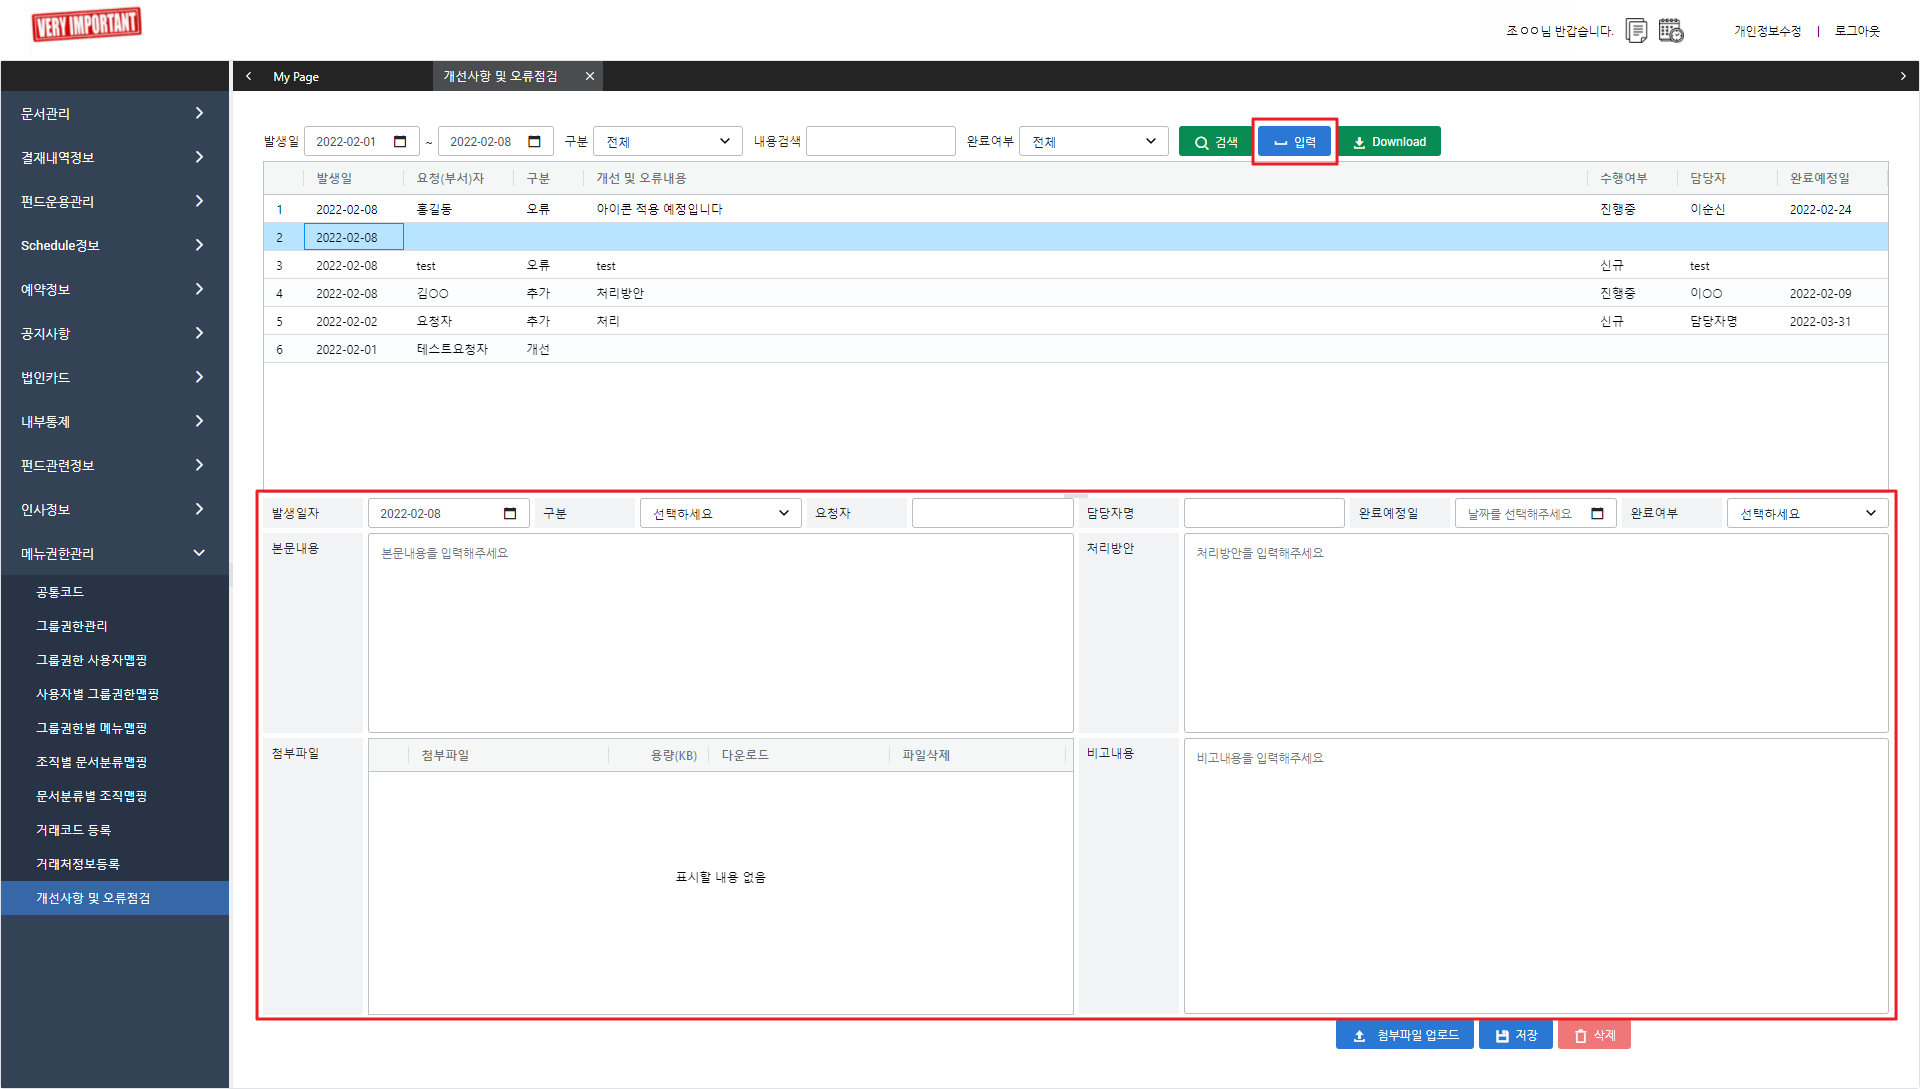 VERY IMPORTANT
조ㅇㅇ님 반갑습니다.
개인정보수정 | 로그아웃
My Page
개선사항 및 오류점검
문서관리
결재내역정보
펀드운용관리
Schedule정보
예약정보
공지사항
법인카드
내부통제
펀드관련정보
인사정보
메뉴권한관리
공통코드
그룹권한관리
그룹권한 사용자맵핑
사용자별 그룹권한맵핑
그룹권한별 메뉴맵핑
조직별 문서분류맵핑
문서분류별 조직맵핑
거래코드 등록
거래처정보등록
개선사항 및 오류점검
발생일 2022-02-01 ~ 2022-02-08 구분 전체 내용검색 완료여부 전체 검색 입력 Download
발생일 요청(부서)자 구분 개선 및 오류내용 수행여부 담당자 완료예정일
1 2022-02-08 홍길동 오류 아이콘 적용 예정입니다 진행중 이순신 2022-02-24
2 2022-02-08
3 2022-02-08 test 오류 test 신규 test
4 2022-02-08 김○○ 추가 처리방안 진행중 이○○ 2022-02-09
5 2022-02-02 요청자 추가 처리 신규 담당자명 2022-03-31
6 2022-02-01 테스트요청자 개선
발생일자 2022-02-08 구분 선택하세요 요청자 담당자명 완료예정일 날짜를 선택해주세요 완료여부 선택하세요
본문내용 본문내용을 입력해주세요 처리방안 처리방안을 입력해주세요
첨부파일 첨부파일 용량(KB) 다운로드 파일삭제 비고내용 비고내용을 입력해주세요
표시할 내용 없음
첨부파일 업로드 저장 삭제